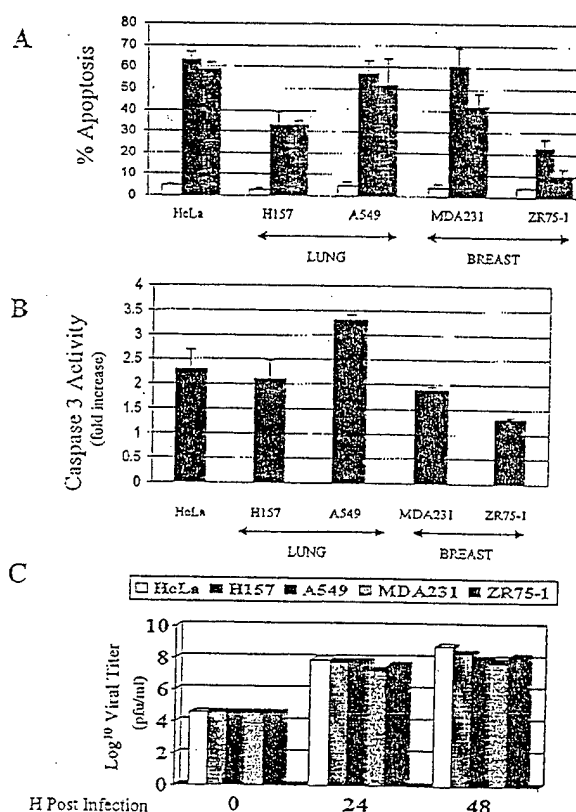 A
% Apoptosis
80
70
60
50
40
30
20
10
0
HeLa H157 A549 MDA231 ZR75-1
LUNG BREAST
B
Caspase 3 Activity
(fold increase)
4
3.5
3
2.5
2
1.5
1
0.5
0
HeLa H157 A549 MDA231 ZR75-1
LUNG BREAST
C
HeLa H157 A549 MDA231 ZR75-1
Log¹⁰ Viral Titer
(pfu/ml)
10
8
6
4
2
0
H Post Infection 0 24 48